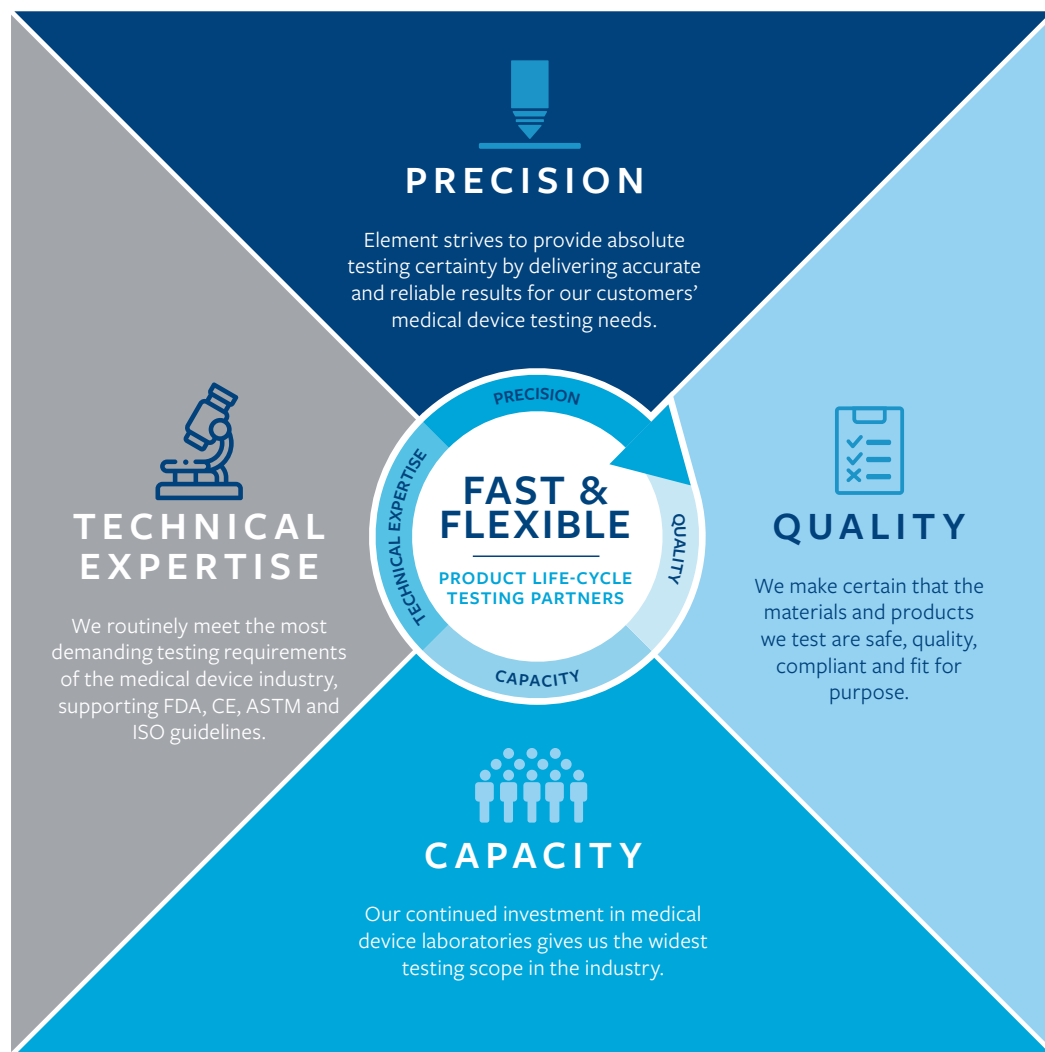 PRECISION
Element strives to provide absolute
testing certainty by delivering accurate
and reliable results for our customers’
medical device testing needs.
TECHNICAL
EXPERTISE
We routinely meet the most
demanding testing requirements
of the medical device industry,
supporting FDA, CE, ASTM and
ISO guidelines.
PRECISION
TECHNICAL EXPERTISE
FAST &
FLEXIBLE
PRODUCT LIFE-CYCLE
TESTING PARTNERS
QUALITY
CAPACITY
QUALITY
We make certain that the
materials and products
we test are safe, quality,
compliant and fit for
purpose.
CAPACITY
Our continued investment in medical
device laboratories gives us the widest
testing scope in the industry.